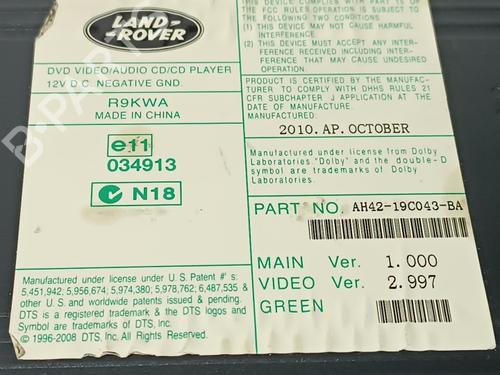 LAND-
-ROVER
DVD VIDEO/AUDIO CD/CD PLAYER
12V D.C. NEGATIVE GND.
R9KWA
MADE IN CHINA
e11
034913
N18
Manufactured under license under U.S. Patent #'s:
5,451,942; 5,956,674; 5,974,380; 5,978,762; 6,487,535 &
other U.S. and worldwide patents issued & pending.
DTS is a registered trademark & the DTS logos and
Symbol are trademarks of DTS, Inc.
© 1996-2008 DTS, Inc. All Rights Reserved.
THIS DEVICE COMPLIES WITH PART 15 OF
THE FCC RULES. OPERATION IS SUBJECT TO
THE FOLLOWING TWO CONDITIONS
(1) THIS DEVICE MAY NOT CAUSE HARMFUL
INTERFERENCE, AND
(2) THIS DEVICE MUST ACCEPT ANY INTERFER-
ENCE RECEIVED, INCLUDING
THAT MAY CAUSE
OPERATION.
PRODUCT IS CERTIFIED BY THE MANUFAC-
TURER TO COMPLY WITH DHHS RULES 21
CFR SUBCHAPTER J APPLICATION AT THE
DATE OF MANUFACTURE.
MANUFACTURED:
2010. AP. OCTOBER
Manufactured under license from Dolby
Laboratories. "Dolby" and the double-D
symbol are trademarks of Dolby
Laboratories.
PART NO. AH42-19C043-BA
MAIN Ver. 1.000
VIDEO Ver. 2.997
GREEN
B-PARTS